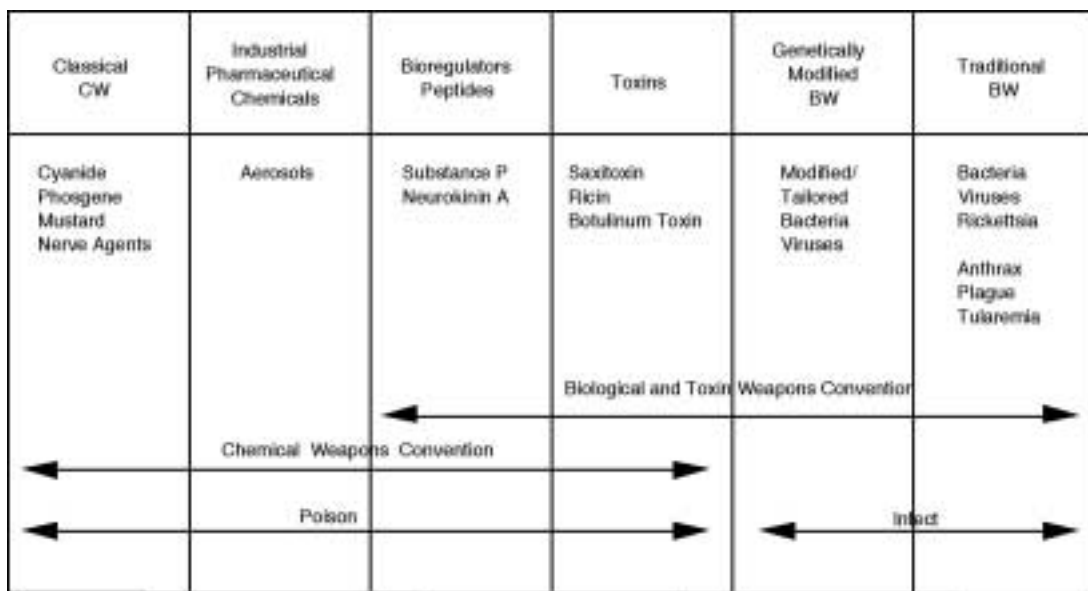 Classical
CW
Industrial
Pharmaceutical
Chemicals
Bioregulators
Peptides
Toxins
Genetically
Modified
BW
Traditional
BW
Cyanide
Phosgene
Mustard
Nerve Agents
Aerosols
Substance P
Neurokinin A
Saxitoxin
Ricin
Botulinum Toxin
Modified/
Tailored
Bacteria
Viruses
Bacteria
Viruses
Rickettsia
Anthrax
Plague
Tularemia
Biological and Toxin Weapons Convention
Chemical Weapons Convention
Poison
Infect